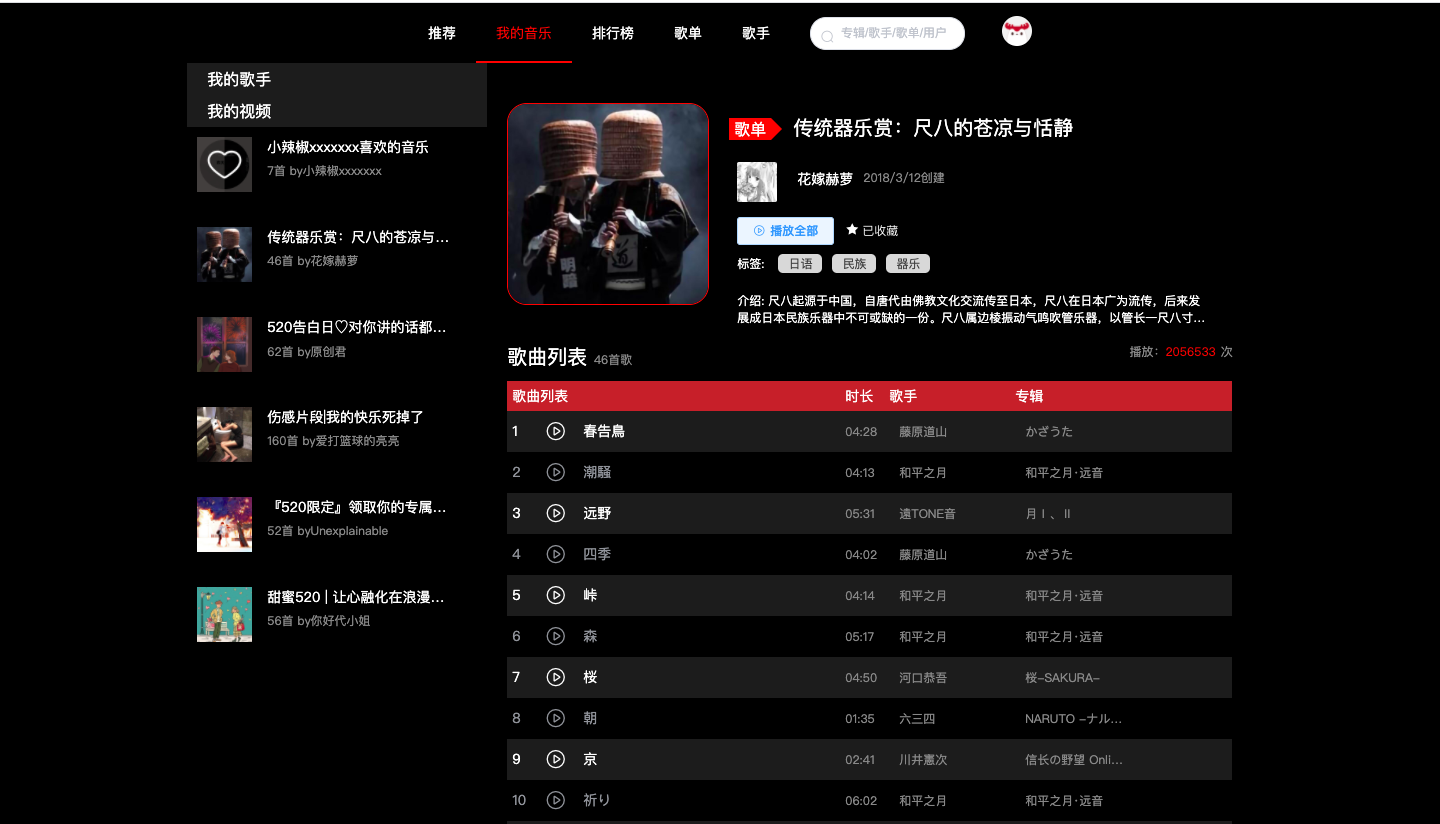 推荐 我的音乐 排行榜 歌单 歌手 专辑/歌手/歌单/用户
我的歌手
我的视频
小辣椒xxxxxxx喜欢的音乐
7首 by小辣椒xxxxxxx
传统器乐赏：尺八的苍凉与...
46首 by花嫁赫萝
520告白日♡对你讲的话都...
62首 by原创君
伤感片段|我的快乐死掉了
160首 by爱打篮球的亮亮
『520限定』领取你的专属...
52首 byUnexplainable
甜蜜520 | 让心融化在浪漫...
56首 by你好代小姐
明暗
道
歌单 传统器乐赏：尺八的苍凉与恬静
花嫁赫萝 2018/3/12创建
播放全部 已收藏
标签: 日语 民族 器乐
介绍: 尺八起源于中国，自唐代由佛教文化交流传至日本，尺八在日本广为流传，后来发
展成日本民族乐器中不可或缺的一份。尺八属边棱振动气鸣吹管乐器，以管长一尺八寸...
歌曲列表 46首歌 播放：2056533 次
歌曲列表 时长 歌手 专辑
1 春告鳥 04:28 藤原道山 かざうた
2 潮騒 04:13 和平之月 和平之月·远音
3 远野 05:31 遠TONE音 月Ⅰ、Ⅱ
4 四季 04:02 藤原道山 かざうた
5 峠 04:14 和平之月 和平之月·远音
6 森 05:17 和平之月 和平之月·远音
7 桜 04:50 河口恭吾 桜-SAKURA-
8 朝 01:35 六三四 NARUTO -ナル...
9 京 02:41 川井憲次 信长の野望 Onli...
10 祈り 06:02 和平之月 和平之月·远音